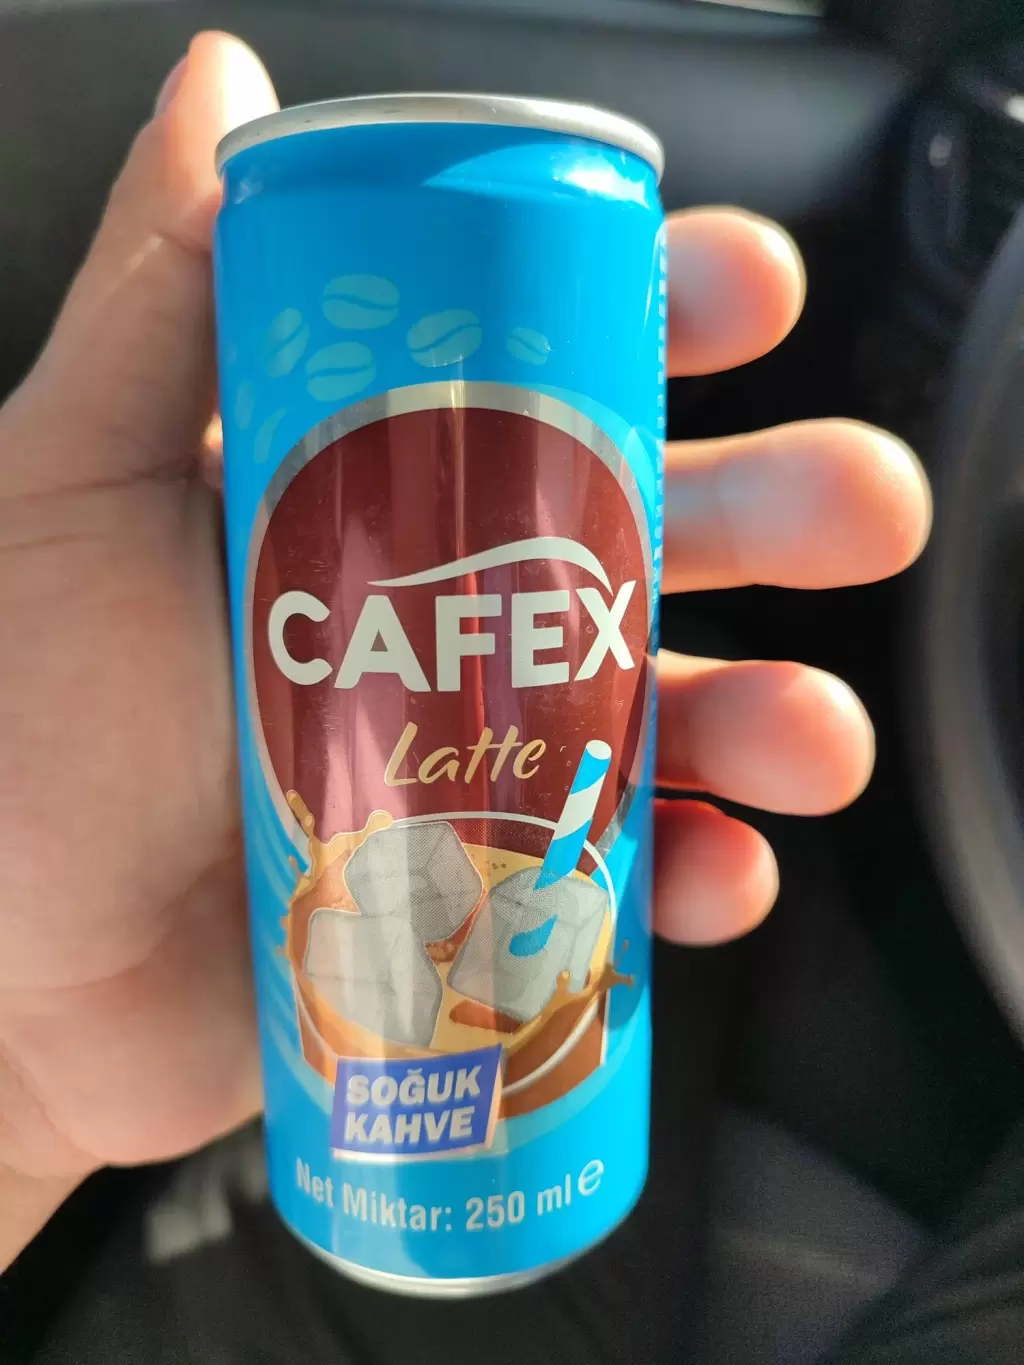 CAFEX
Latte
SOĞUK
KAHVE
Net Miktar: 250 ml e